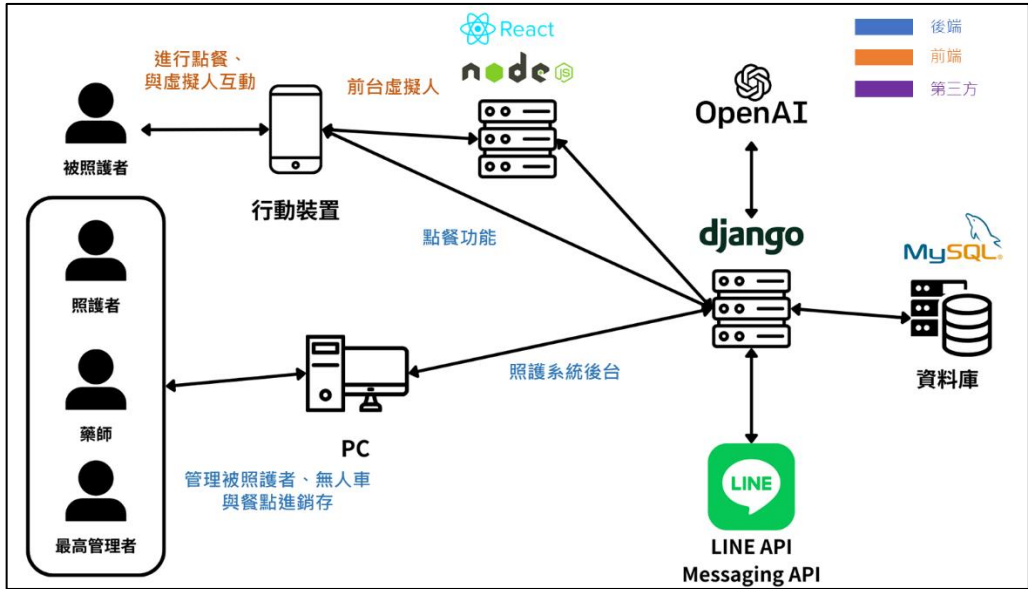 React
node
JS
後端
前端
第三方
進行點餐、
與虛擬人互動
前台虛擬人
OpenAI
被照護者
行動裝置
點餐功能
django
MySQL®
照護者
藥師
最高管理者
PC
照護系統後台
資料庫
管理被照護者、無人車
與餐點進銷存
LINE
LINE API
Messaging API